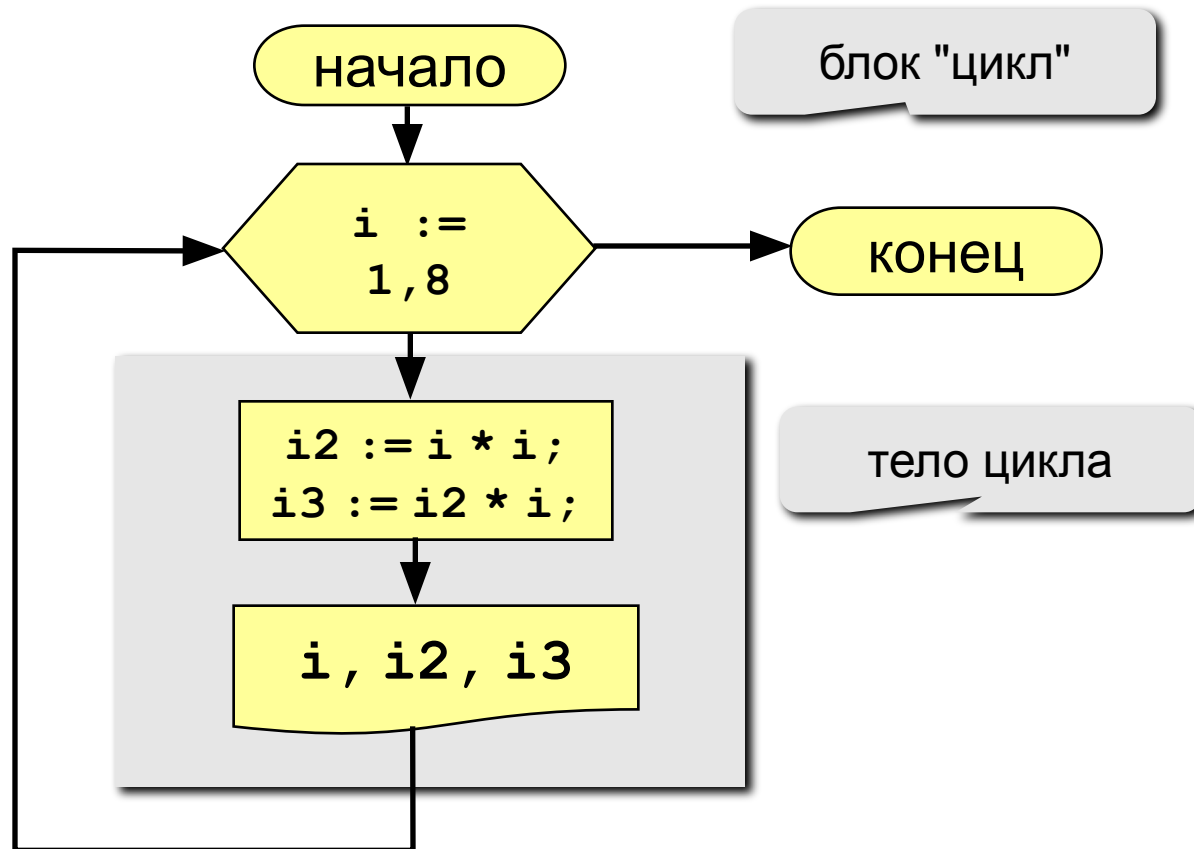 начало
блок "цикл"
i :=
1,8
конец
i2 := i * i;
i3 := i2 * i;
тело цикла
i, i2, i3